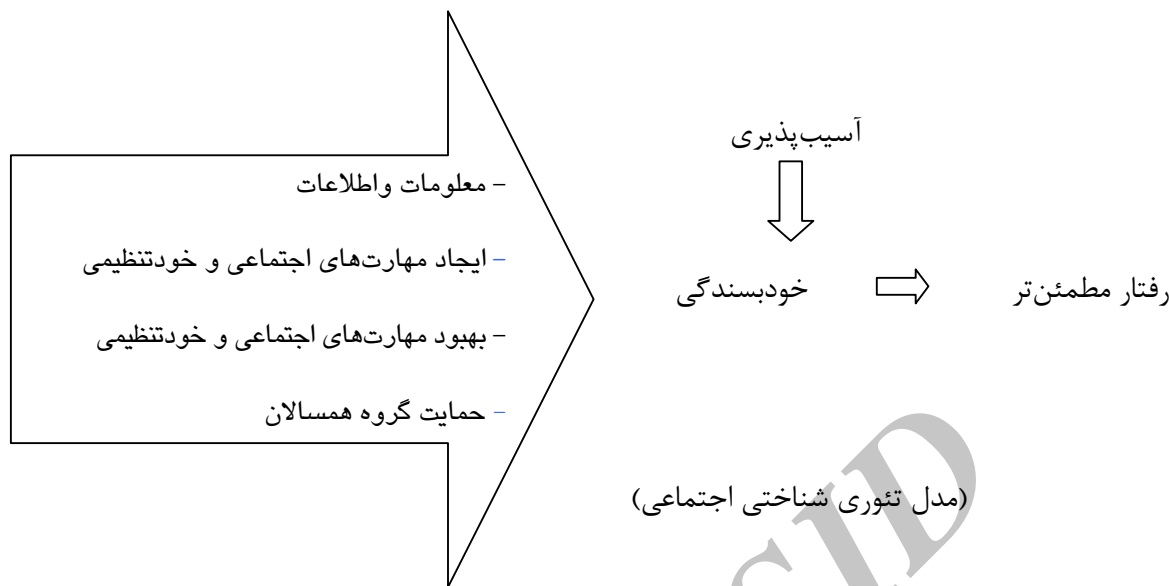 آسیب‌پذیری
– معلومات واطلاعات
– ایجاد مهارت‌های اجتماعی و خودتنظیمی
خودبسندگی
رفتار مطمئن‌تر
– بهبود مهارت‌های اجتماعی و خودتنظیمی
– حمایت گروه همسالان
(مدل تئوری شناختی اجتماعی)
SID